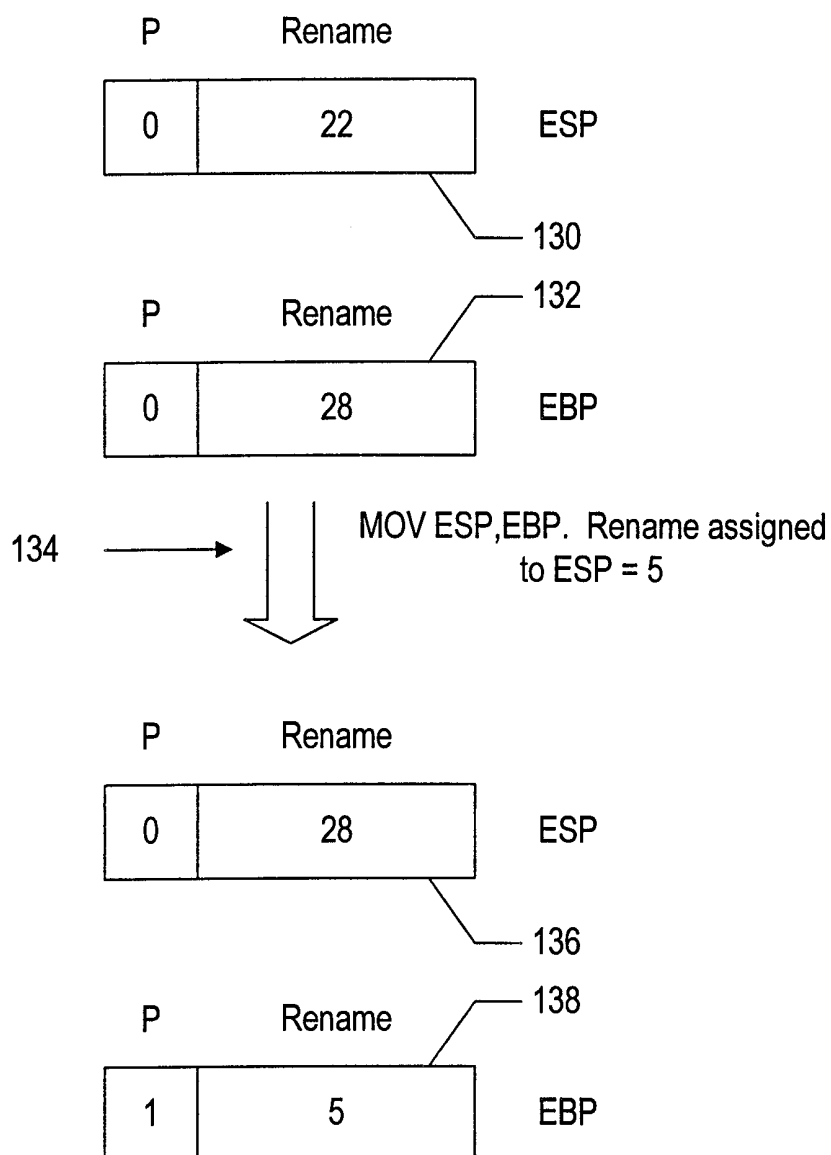 P Rename
0 22 ESP
130
132
P Rename
0 28 EBP
134
MOV ESP,EBP. Rename assigned
to ESP = 5
P Rename
0 28 ESP
136
138
P Rename
1 5 EBP